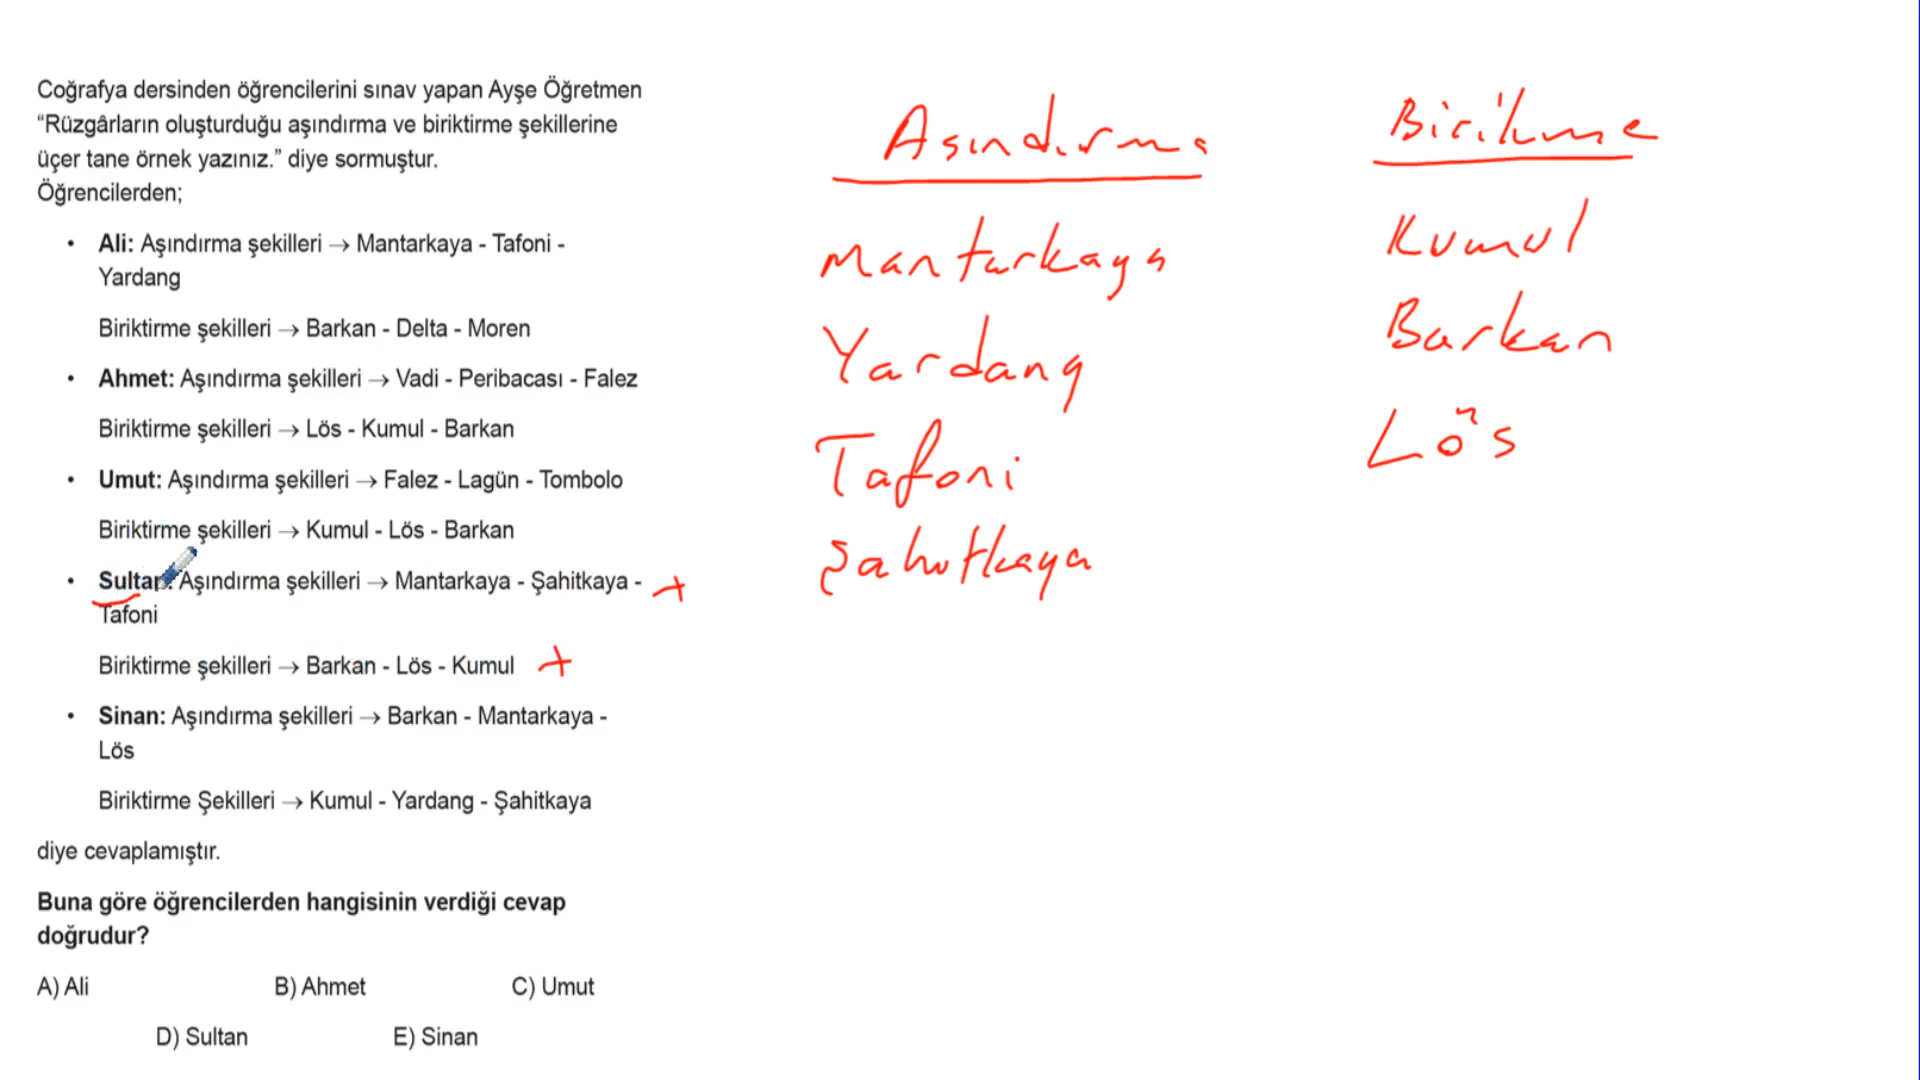 Coğrafya dersinden öğrencilerini sınav yapan Ayşe Öğretmen
“Rüzgârların oluşturduğu aşındırma ve biriktirme şekillerine
üçer tane örnek yazınız.” diye sormuştur.
Öğrencilerden;
• Ali: Aşındırma şekilleri → Mantarkaya - Tafoni -
Yardang
Biriktirme şekilleri → Barkan - Delta - Moren
• Ahmet: Aşındırma şekilleri → Vadi - Peribacası - Falez
Biriktirme şekilleri → Lös - Kumul - Barkan
• Umut: Aşındırma şekilleri → Falez - Lagün - Tombolo
Biriktirme şekilleri → Kumul - Lös - Barkan
• Sultan: Aşındırma şekilleri → Mantarkaya - Şahitkaya - +
Tafoni
Biriktirme şekilleri → Barkan - Lös - Kumul +
• Sinan: Aşındırma şekilleri → Barkan - Mantarkaya -
Lös
Biriktirme Şekilleri → Kumul - Yardang - Şahitkaya
diye cevaplamıştır.
Buna göre öğrencilerden hangisinin verdiği cevap
doğrudur?
A) Ali B) Ahmet C) Umut
D) Sultan E) Sinan
Aşındırma
Mantarkaya
Yardang
Tafoni
Şahitkaya
Birikme
Kumul
Barkan
Lös